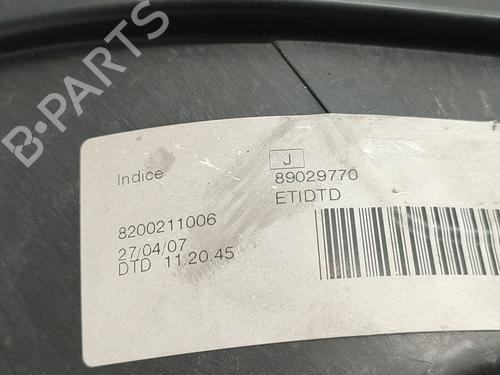 B-PARTS
Indice J
89029770
ETIDTD
8200211006
27/04/07
DTD 11.20.45